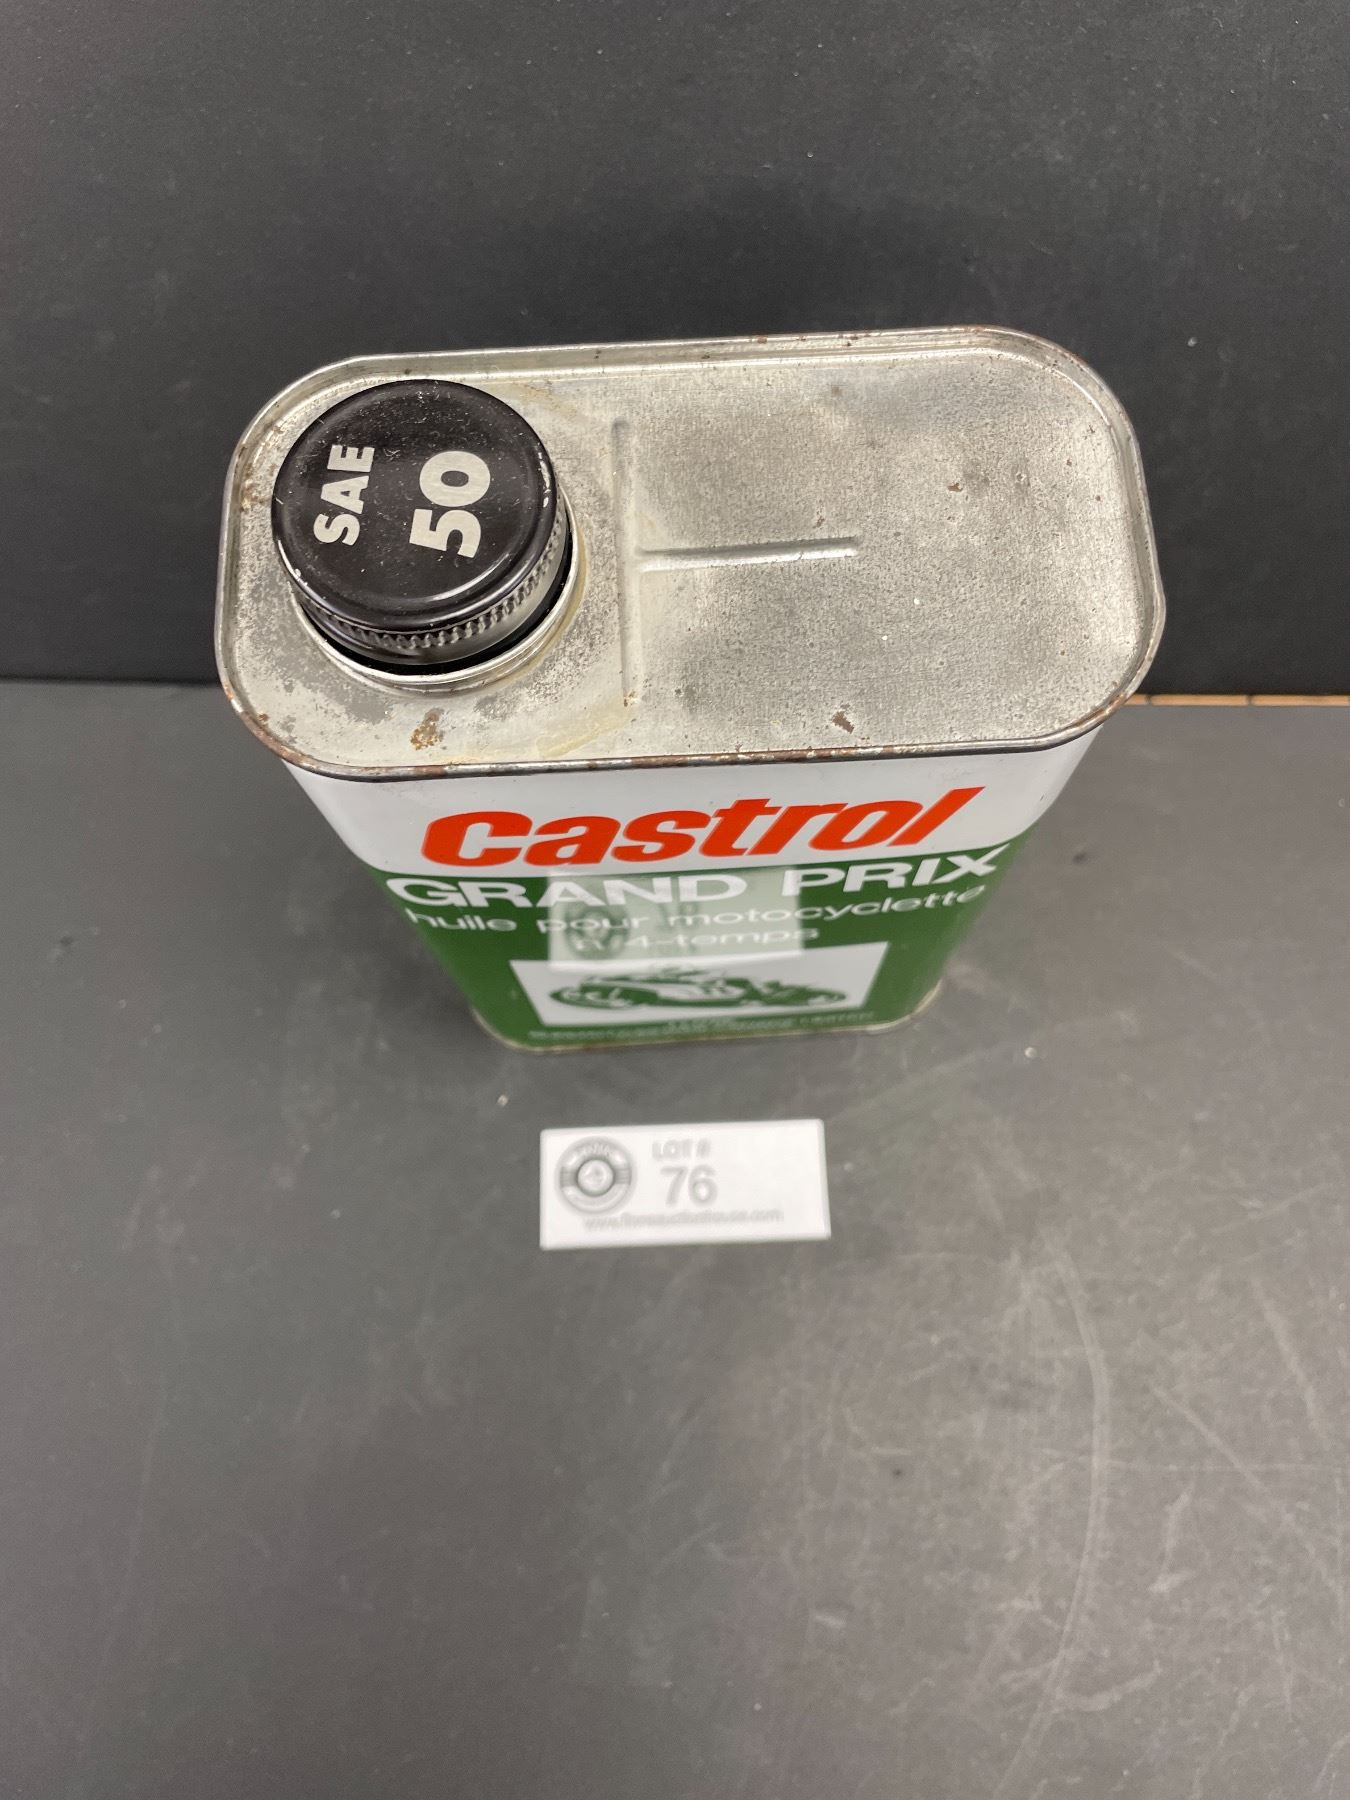 SAE
50
Castrol
GRAND PRIX
huile pour motocyclette
à 4-temps
LOT #
76